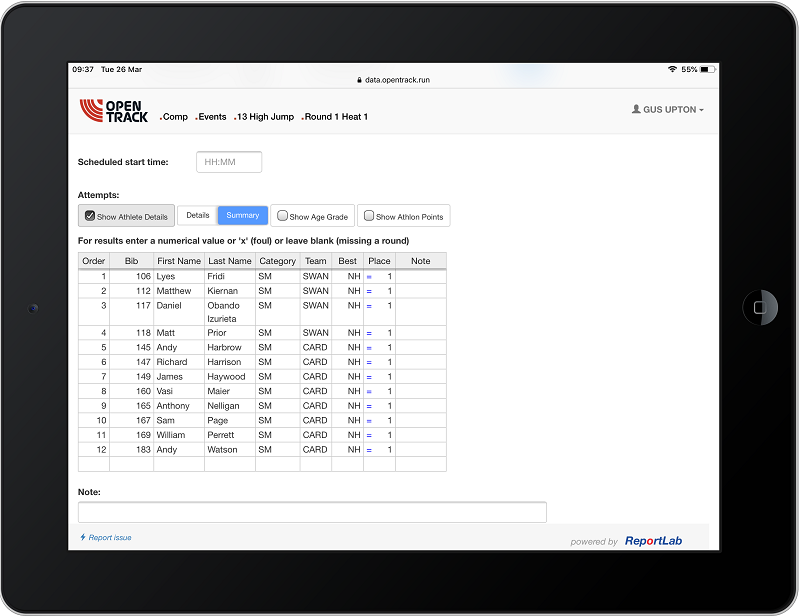 09:37 Tue 26 Mar 55%
data.opentrack.run
OPEN
TRACK
Comp Events 13 High Jump Round 1 Heat 1 GUS UPTON
Scheduled start time: HH:MM
Attempts:
Show Athlete Details Details Summary Show Age Grade Show Athlon Points
For results enter a numerical value or 'x' (foul) or leave blank (missing a round)
Order Bib First Name Last Name Category Team Best Place Note
1 106 Lyes Fridi SM SWAN NH = 1
2 112 Matthew Kiernan SM SWAN NH = 1
3 117 Daniel Obando SM SWAN NH = 1
Izurieta
4 118 Matt Prior SM SWAN NH = 1
5 145 Andy Harbrow SM CARD NH = 1
6 147 Richard Harrison SM CARD NH = 1
7 149 James Haywood SM CARD NH = 1
8 160 Vasi Maier SM CARD NH = 1
9 165 Anthony Nelligan SM CARD NH = 1
10 167 Sam Page SM CARD NH = 1
11 169 William Perrett SM CARD NH = 1
12 183 Andy Watson SM CARD NH = 1
Note:
Report issue powered by ReportLab